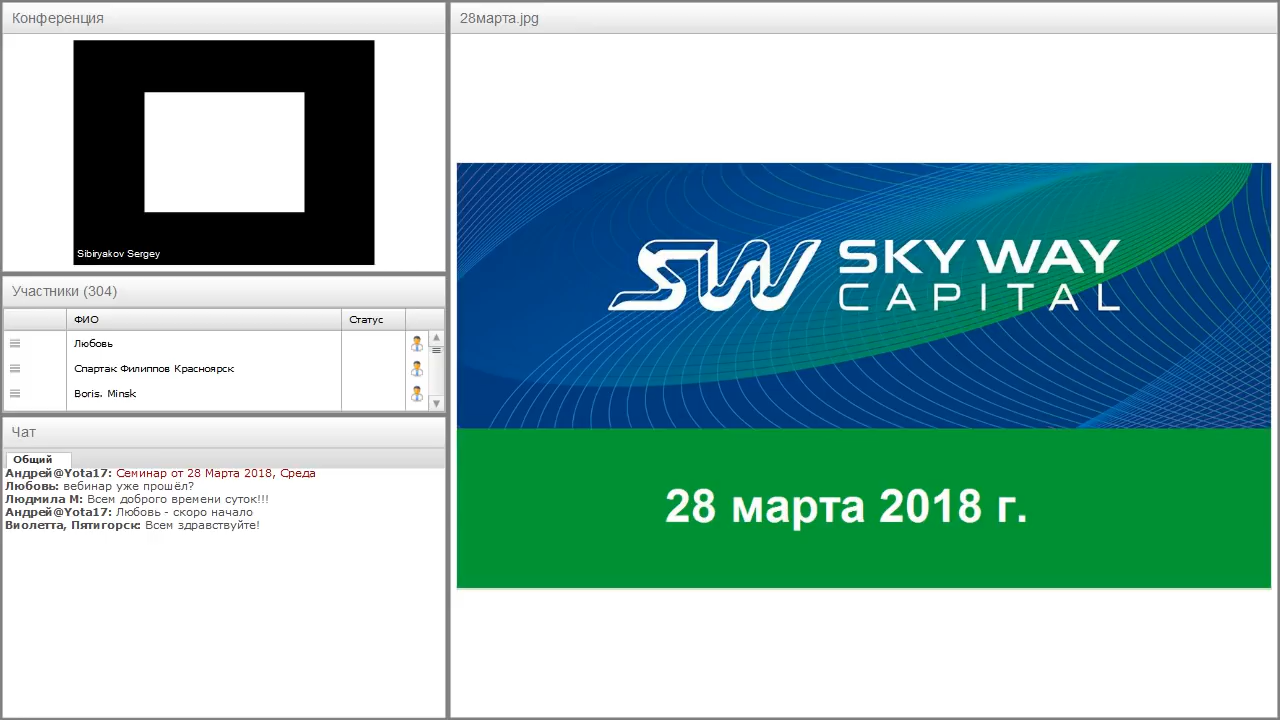 Конференция
Sibiryakov Sergey
Участники (304)
ФИО
Статус
Любовь
Спартак Филиппов Красноярск
Boris. Minsk
Чат
Общий
Андрей@Yota17: Семинар от 28 Марта 2018, Среда
Любовь: вебинар уже прошёл?
Людмила М: Всем доброго времени суток!!!
Андрей@Yota17: Любовь - скоро начало
Виолетта, Пятигорск: Всем здравствуйте!
28марта.jpg
SW SKY WAY
CAPITAL
28 марта 2018 г.